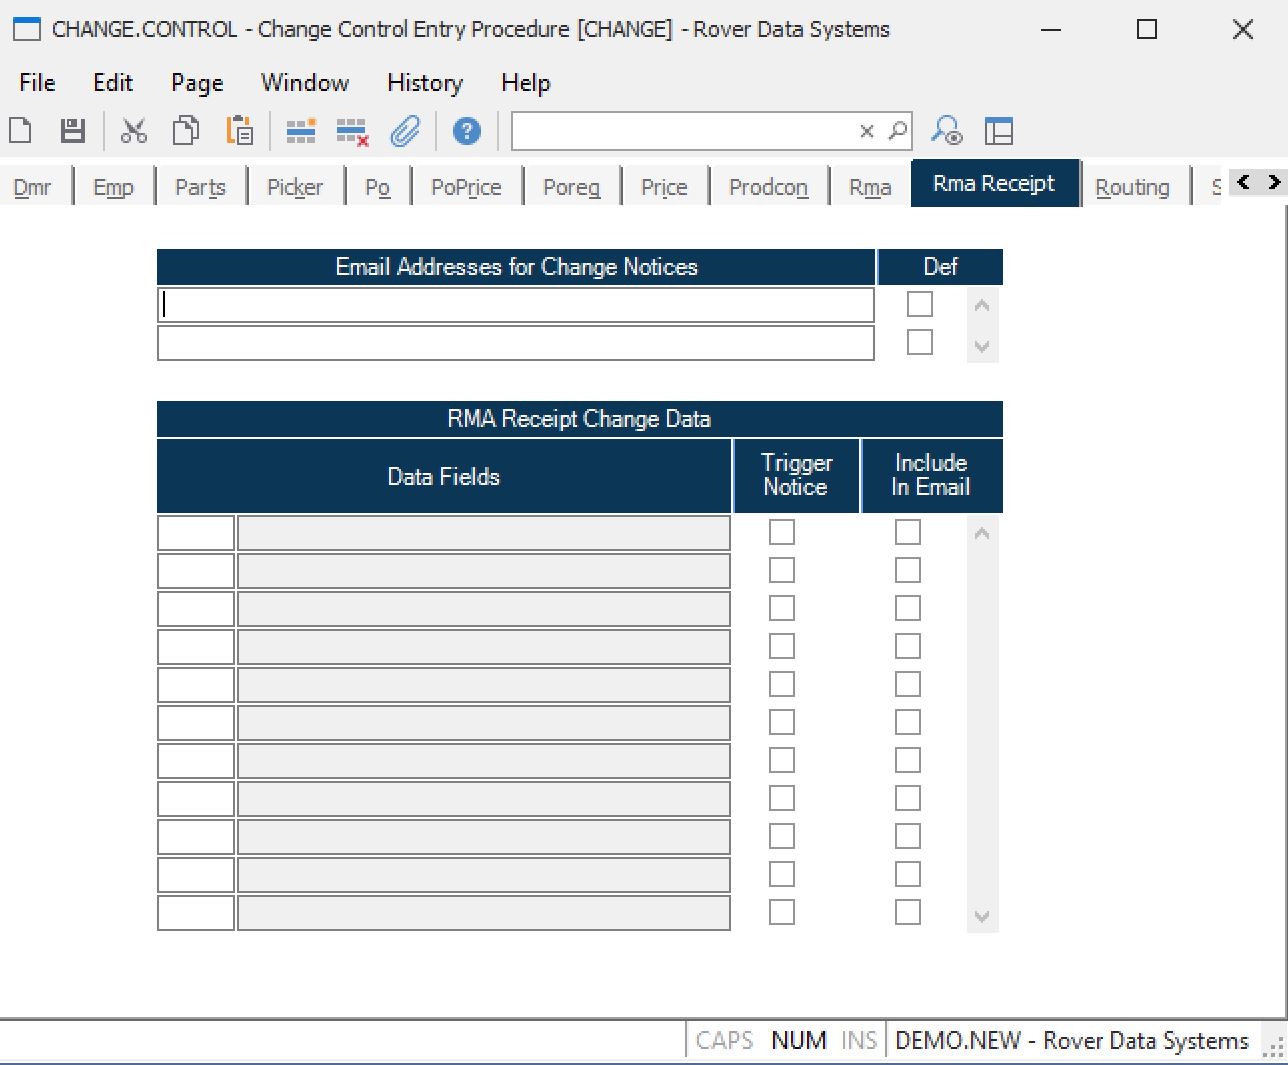 CHANGE.CONTROL - Change Control Entry Procedure [CHANGE] - Rover Data Systems
File Edit Page Window History Help
Dmr Emp Parts Picker Po PoPrice Poreg Price Prodcon Rma Rma Receipt Routing
Email Addresses for Change Notices Def
RMA Receipt Change Data
Data Fields Trigger Notice Include In Email
CAPS NUM INS DEMO.NEW - Rover Data Systems